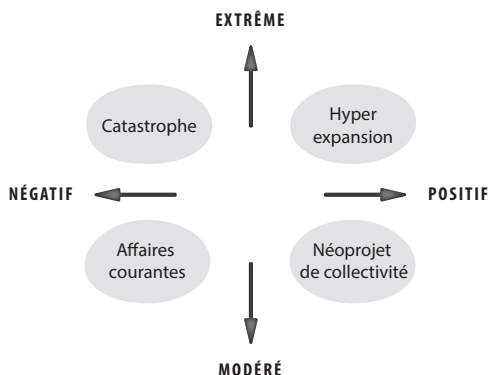 EXTRÊME
Catastrophe
Hyper
expansion
NÉGATIF
POSITIF
Affaires
courantes
Néoprojet
de collectivité
MODÉRÉ